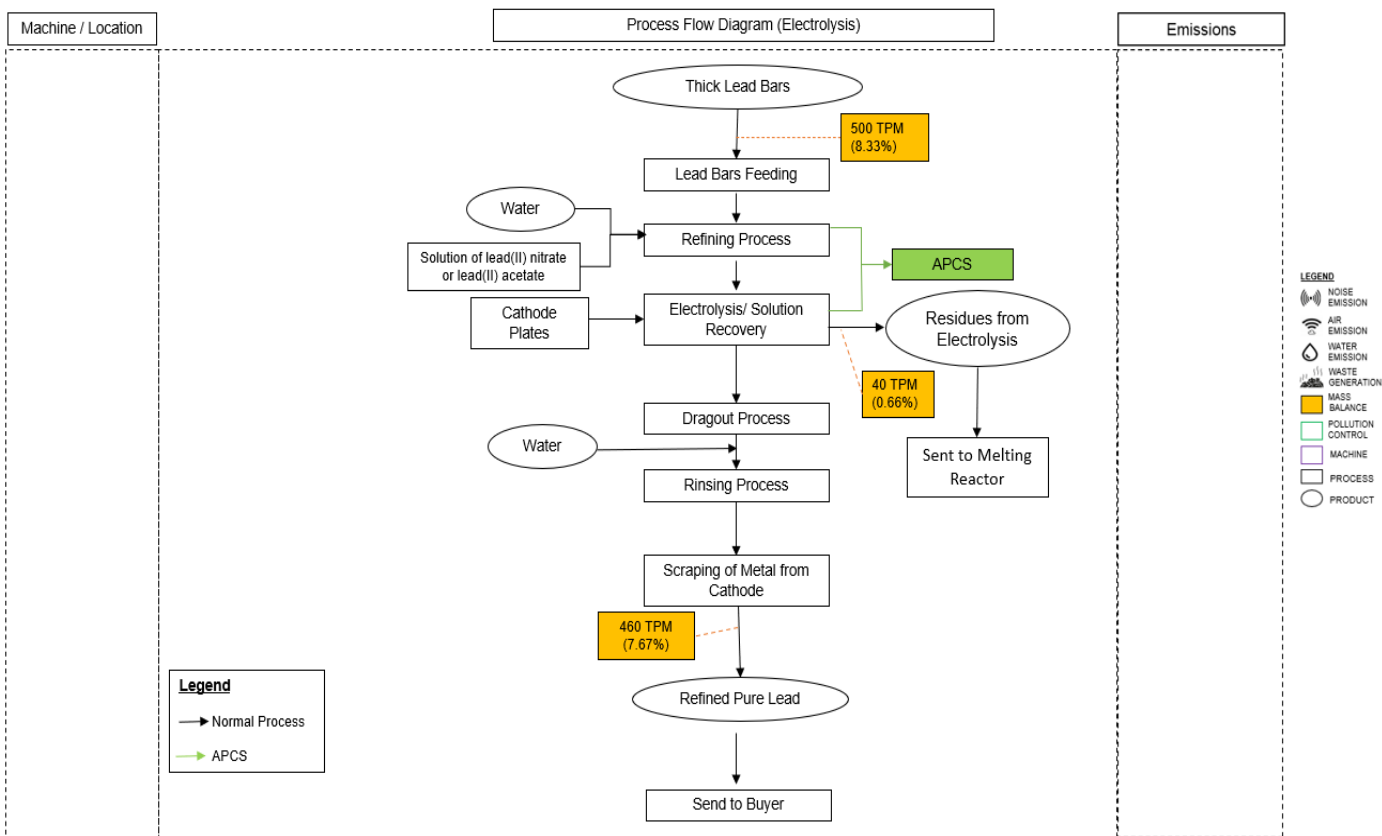 Machine / Location
Process Flow Diagram (Electrolysis)
Emissions
Thick Lead Bars
500 TPM
(8.33%)
Lead Bars Feeding
Water
Refining Process
Solution of lead(II) nitrate
or lead(II) acetate
APCS
Cathode
Plates
Electrolysis/ Solution
Recovery
Residues from
Electrolysis
40 TPM
(0.66%)
Dragout Process
Water
Sent to Melting
Reactor
Rinsing Process
Scraping of Metal from
Cathode
460 TPM
(7.67%)
Refined Pure Lead
Send to Buyer
Legend
Normal Process
APCS
LEGEND
NOISE
EMISSION
AIR
EMISSION
WATER
EMISSION
WASTE
GENERATION
MASS
BALANCE
POLLUTION
CONTROL
MACHINE
PROCESS
PRODUCT